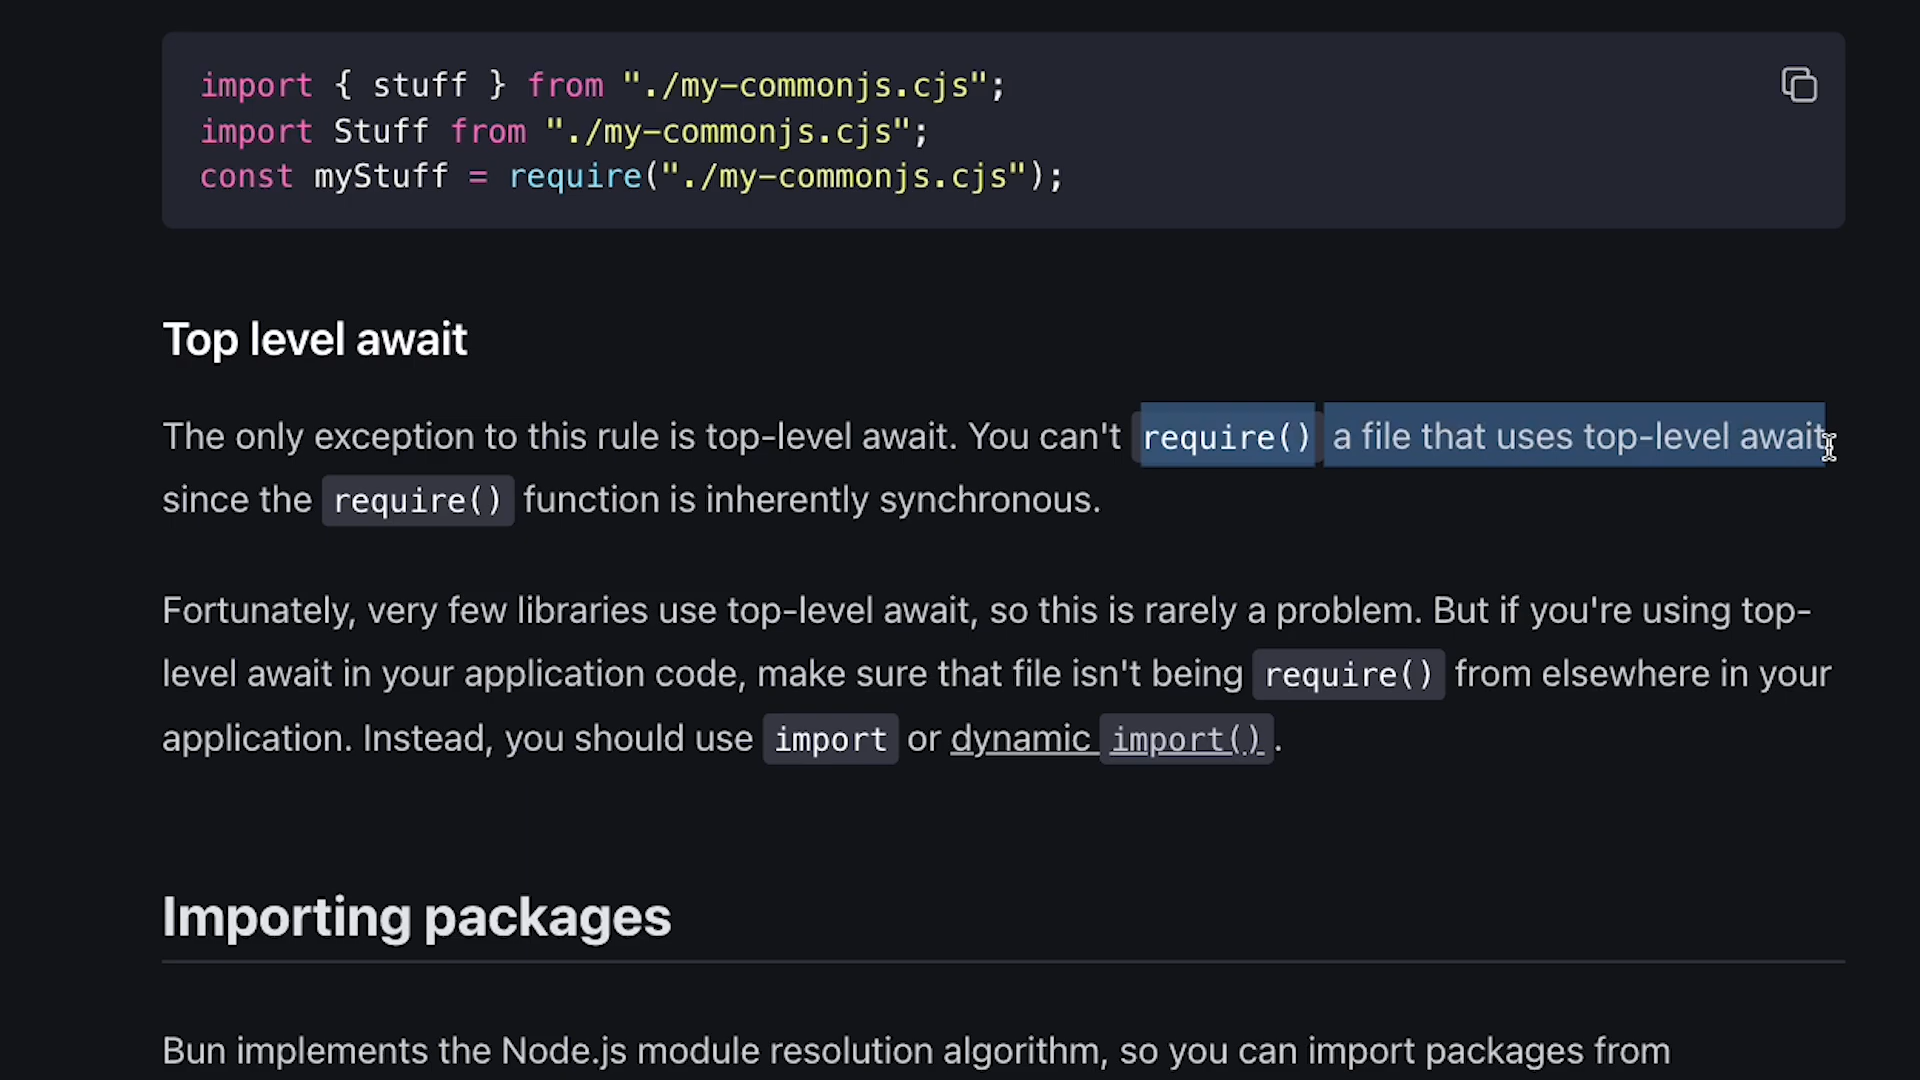 import { stuff } from "./my-commonjs.cjs";
import Stuff from "./my-commonjs.cjs";
const myStuff = require("./my-commonjs.cjs");
Top level await
The only exception to this rule is top-level await. You can't require() a file that uses top-level await,
since the require() function is inherently synchronous.
Fortunately, very few libraries use top-level await, so this is rarely a problem. But if you're using top-
level await in your application code, make sure that file isn't being require() from elsewhere in your
application. Instead, you should use import or dynamic import().
Importing packages
Bun implements the Node.js module resolution algorithm, so you can import packages from